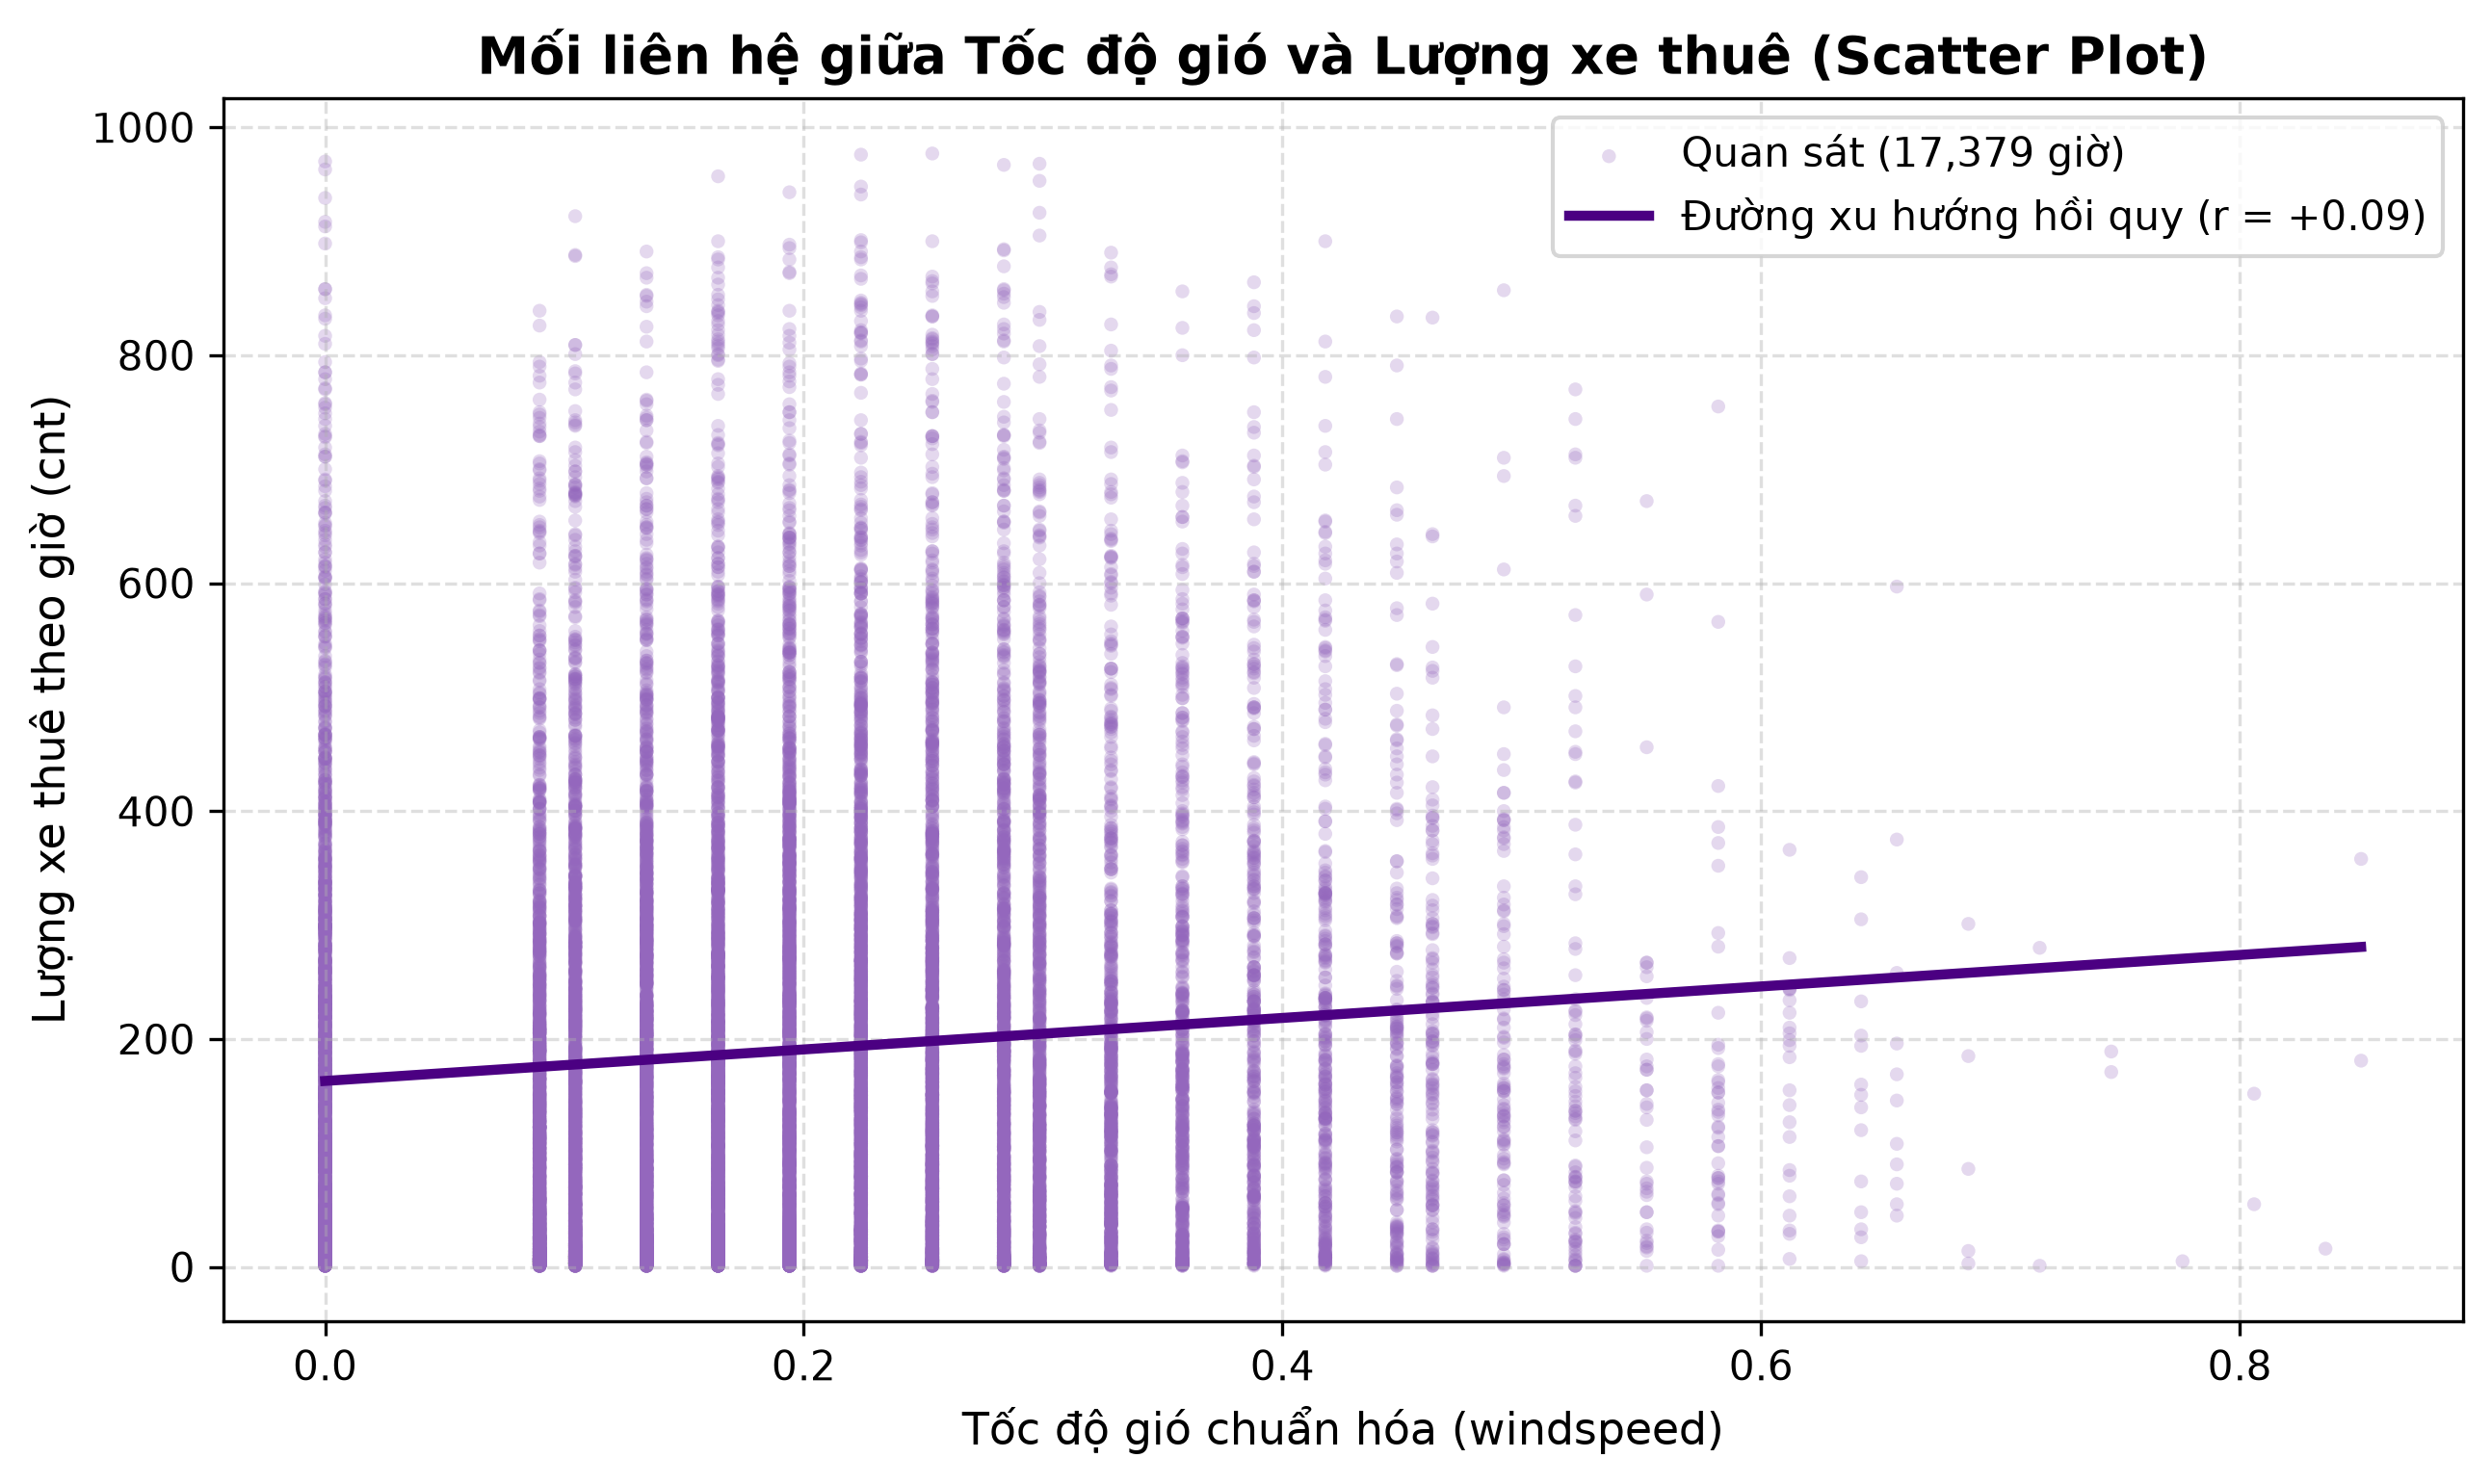 Mối liên hệ giữa Tốc độ gió và Lượng xe thuê (Scatter Plot)
Quan sát (17,379 giờ)
Đường xu hướng hồi quy (r = +0.09)
Lượng xe thuê theo giờ (cnt)
1000
800
600
400
200
0
0.0 0.2 0.4 0.6 0.8
Tốc độ gió chuẩn hóa (windspeed)